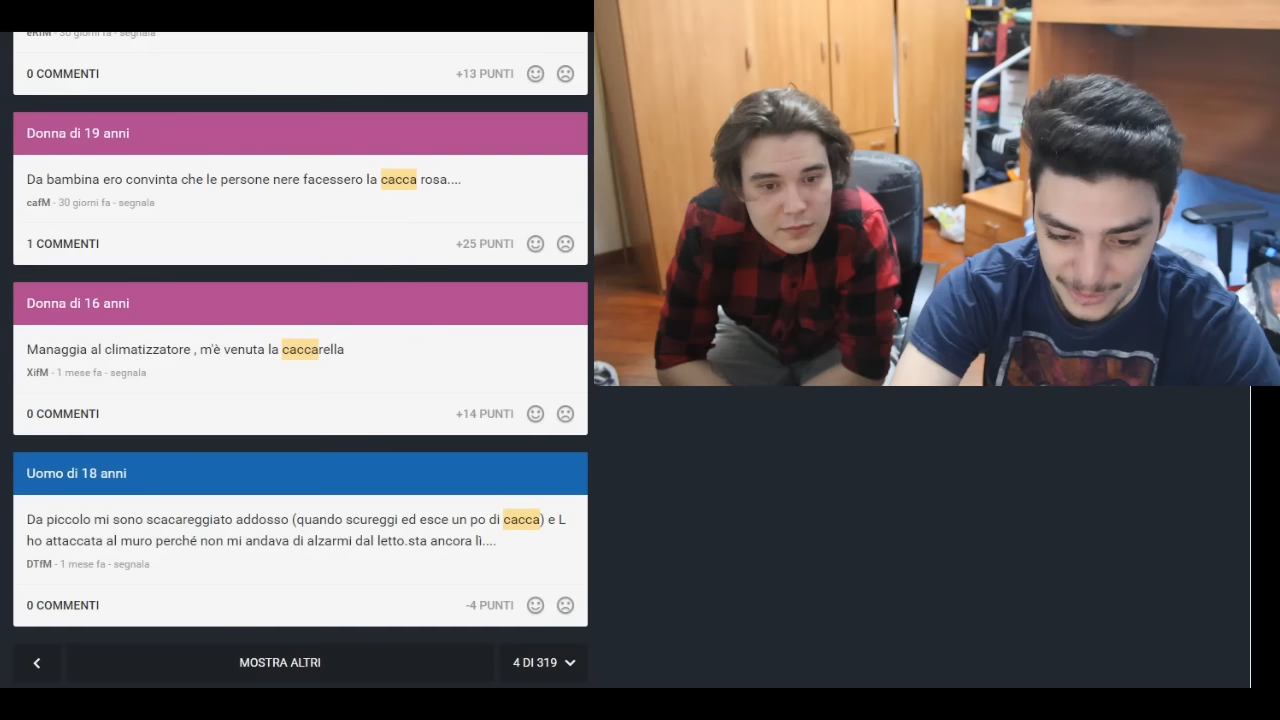 eRfM - 30 giorni fa - segnala
0 COMMENTI
+13 PUNTI
Donna di 19 anni
Da bambina ero convinta che le persone nere facessero la cacca rosa....
cafM - 30 giorni fa - segnala
1 COMMENTI
+25 PUNTI
Donna di 16 anni
Managgia al climatizzatore , m'è venuta la caccarella
XifM - 1 mese fa - segnala
0 COMMENTI
+14 PUNTI
Uomo di 18 anni
Da piccolo mi sono scacareggiato addosso (quando scureggi ed esce un po di cacca) e L
ho attaccata al muro perché non mi andava di alzarmi dal letto.sta ancora lì....
DTfM - 1 mese fa - segnala
0 COMMENTI
-4 PUNTI
MOSTRA ALTRI
4 DI 319